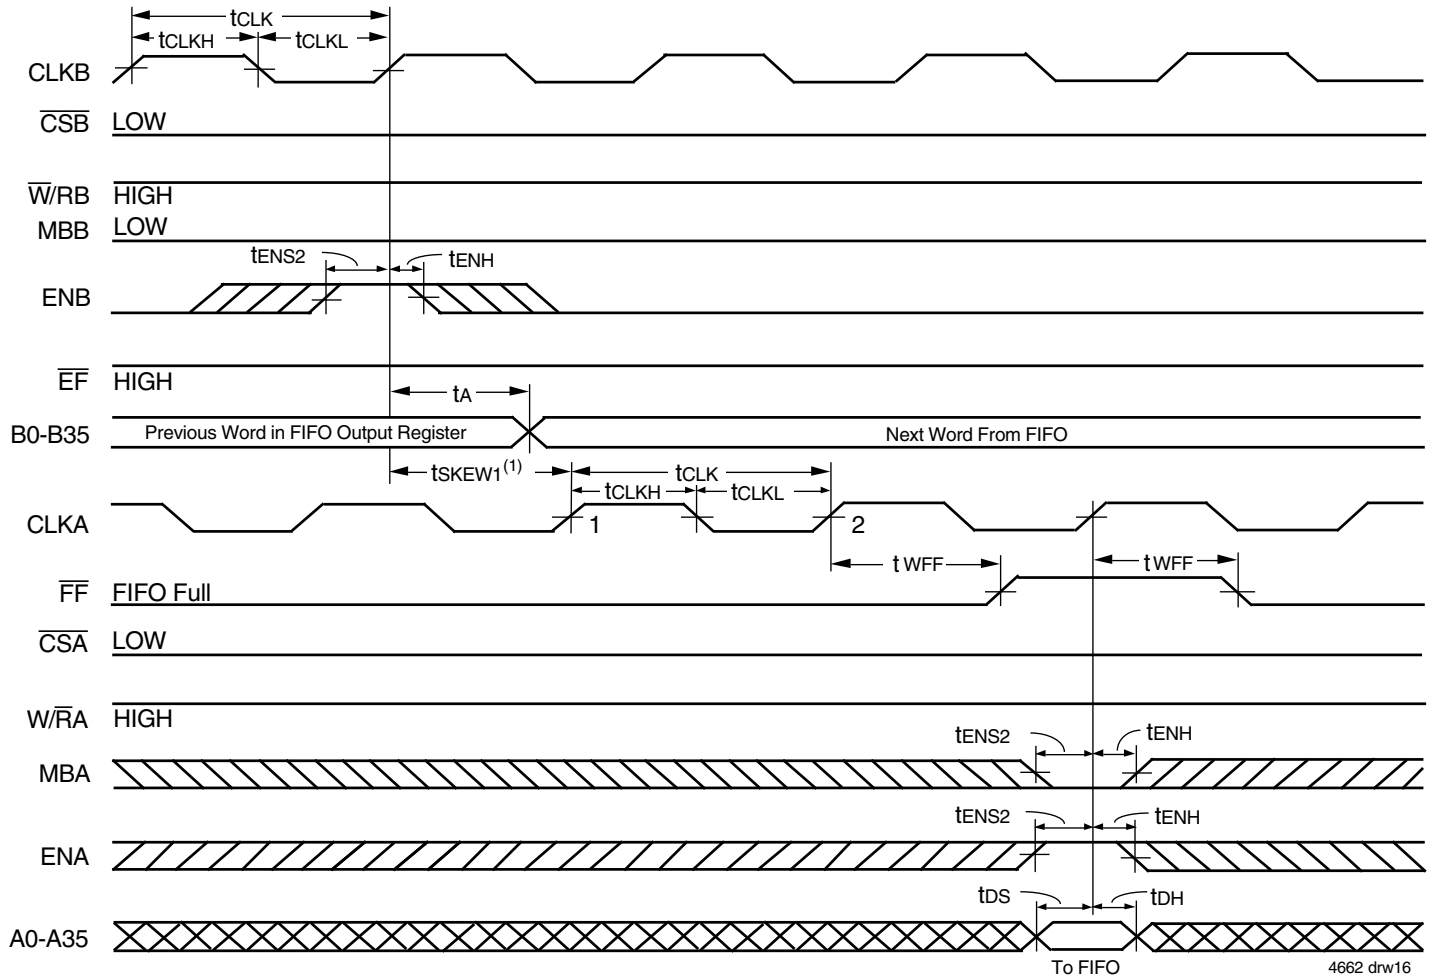 tCLK
tCLKH tCLKL
CLKB
CSB LOW
W/RB HIGH
MBB LOW
tENS2 tENH
ENB
EF HIGH
tA
B0-B35 Previous Word in FIFO Output Register Next Word From FIFO
tSKEW1(1) tCLK
tCLKH tCLKL
CLKA 1 2
tWFF tWFF
FF FIFO Full
CSA LOW
W/RA HIGH
tENS2 tENH
MBA
tENS2 tENH
ENA
tDS tDH
A0-A35
To FIFO 4662 drw16